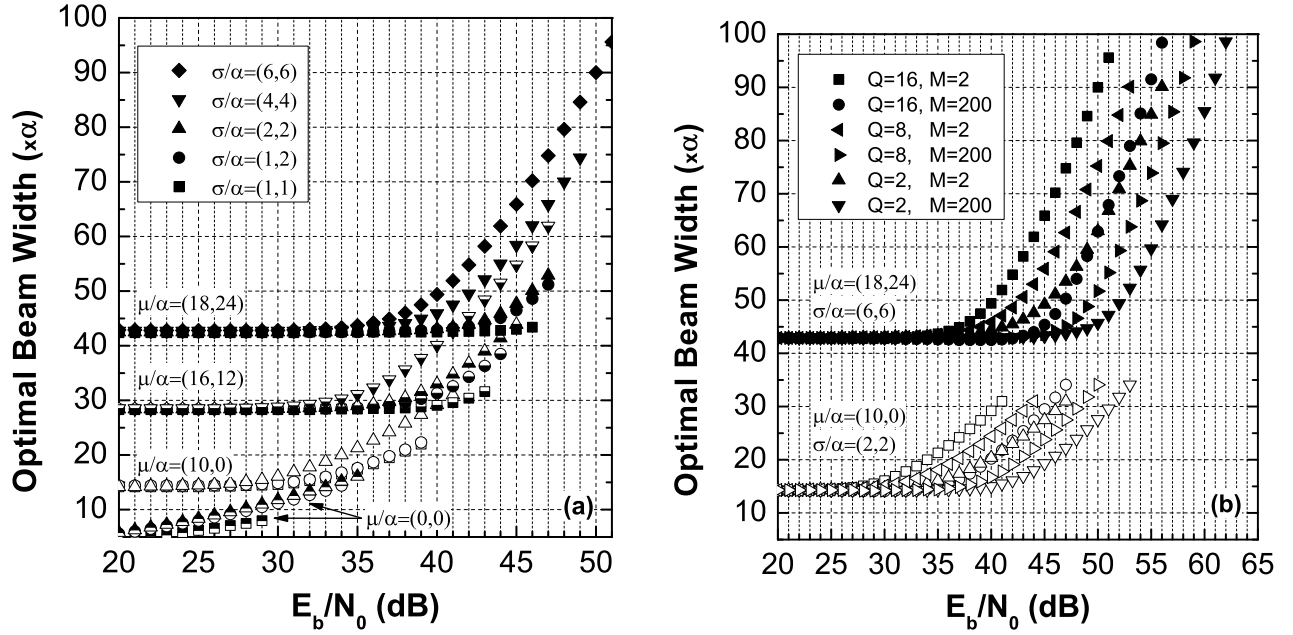 100
90
80
70
60
50
40
30
20
10
Optimal Beam Width (xα)
σ/α=(6,6)
σ/α=(4,4)
σ/α=(2,2)
σ/α=(1,2)
σ/α=(1,1)
μ/α=(18,24)
μ/α=(16,12)
μ/α=(10,0)
μ/α=(0,0)
(a)
20 25 30 35 40 45 50
E_b/N_0 (dB)
100
90
80
70
60
50
40
30
20
10
Optimal Beam Width (xα)
Q=16, M=2
Q=16, M=200
Q=8, M=2
Q=8, M=200
Q=2, M=2
Q=2, M=200
μ/α=(18,24)
σ/α=(6,6)
μ/α=(10,0)
σ/α=(2,2)
(b)
20 25 30 35 40 45 50 55 60 65
E_b/N_0 (dB)